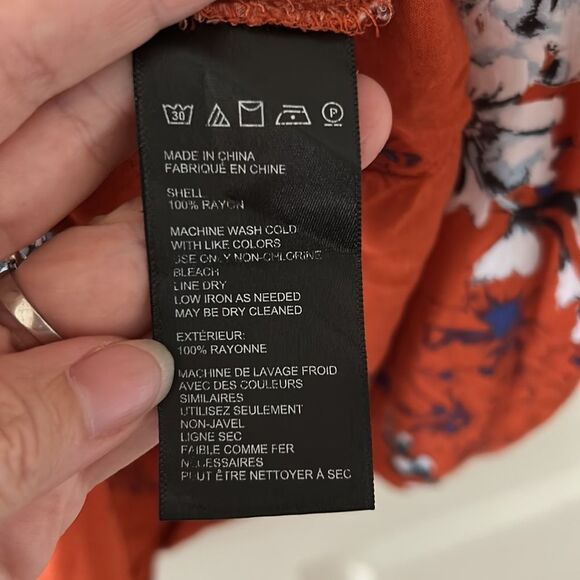 30
P
MADE IN CHINA
FABRIQUÉ EN CHINE
SHELL
100% RAYON
MACHINE WASH COLD
WITH LIKE COLORS
USE ONLY NON-CHLORINE
BLEACH
LINE DRY
LOW IRON AS NEEDED
MAY BE DRY CLEANED
EXTÉRIEUR:
100% RAYONNE
MACHINE DE LAVAGE FROID
AVEC DES COULEURS
SIMILAIRES
UTILISEZ SEULEMENT
NON-JAVEL
LIGNE SEC
FAIBLE COMME FER
NÉCESSAIRES
PEUT ÊTRE NETTOYER À SEC